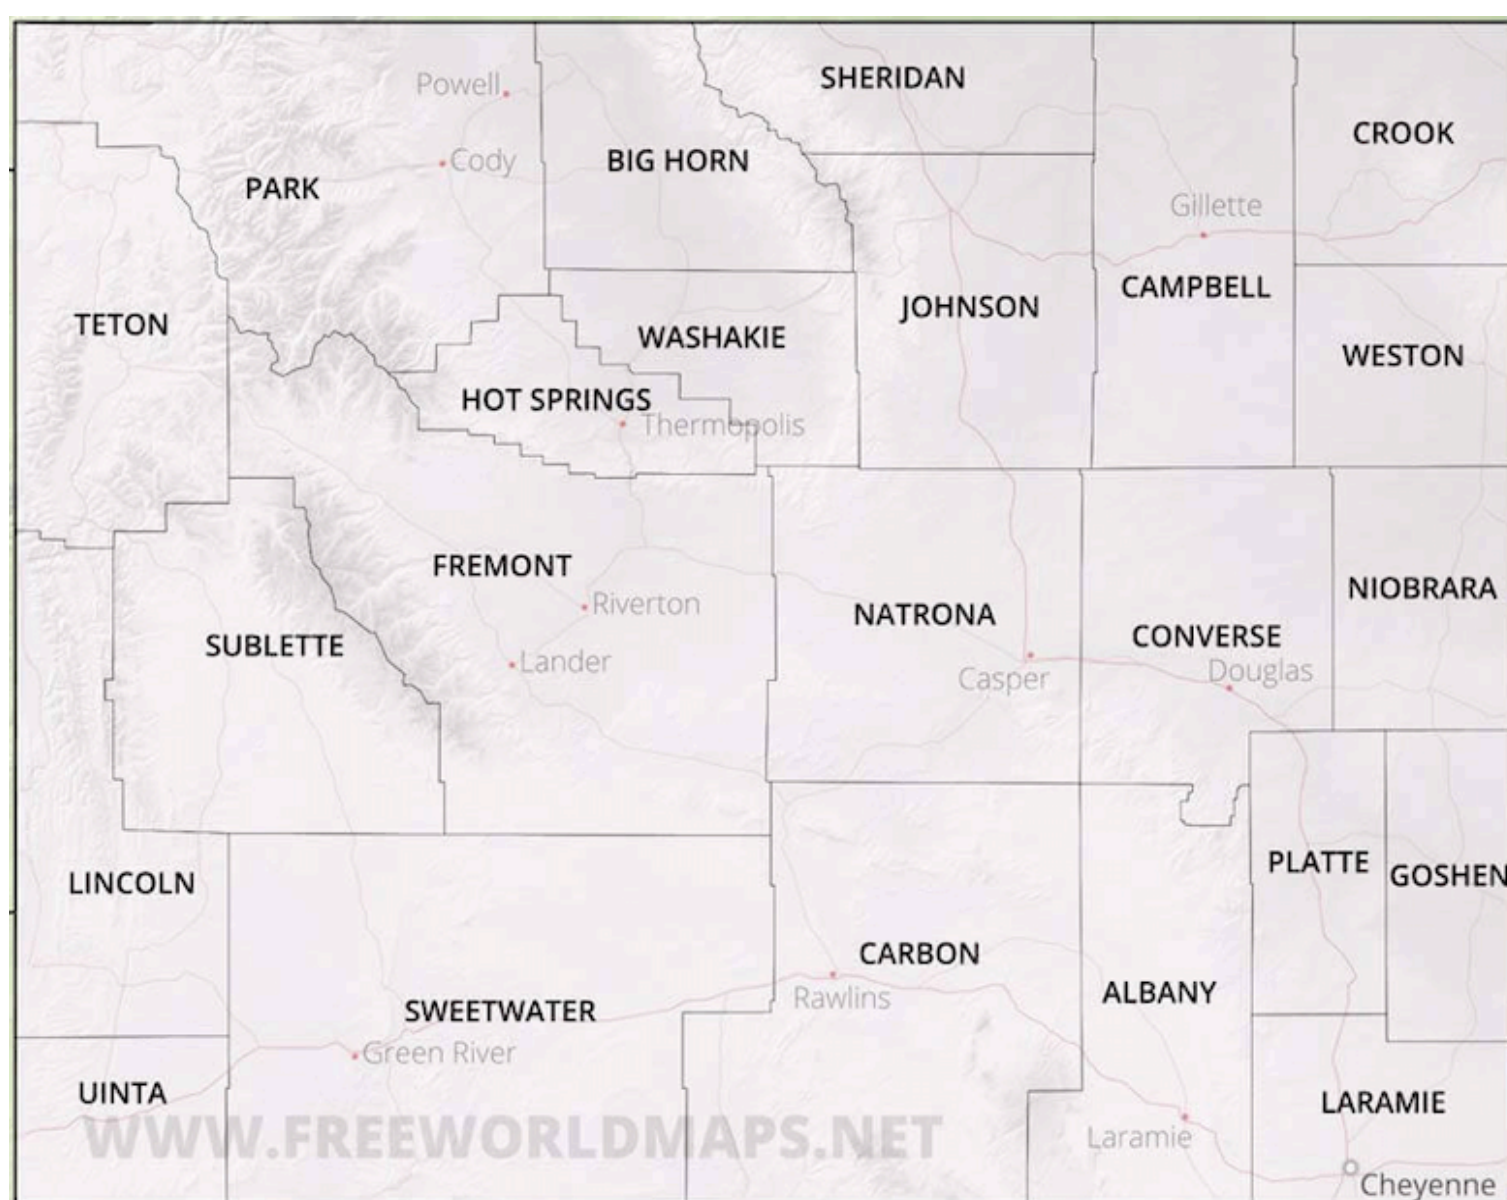 SHERIDAN
Powell
CROOK
Cody
BIG HORN
PARK
Gillette
CAMPBELL
JOHNSON
TETON
WASHAKIE
WESTON
HOT SPRINGS
Thermopolis
FREMONT
NIOBRARA
Riverton
NATRONA
CONVERSE
SUBLETTE
Lander
Douglas
Casper
PLATTE
GOSHEN
LINCOLN
CARBON
ALBANY
Rawlins
SWEETWATER
Green River
UINTA
LARAMIE
WWW.FREEWORLDMAPS.NET
Laramie
Cheyenne